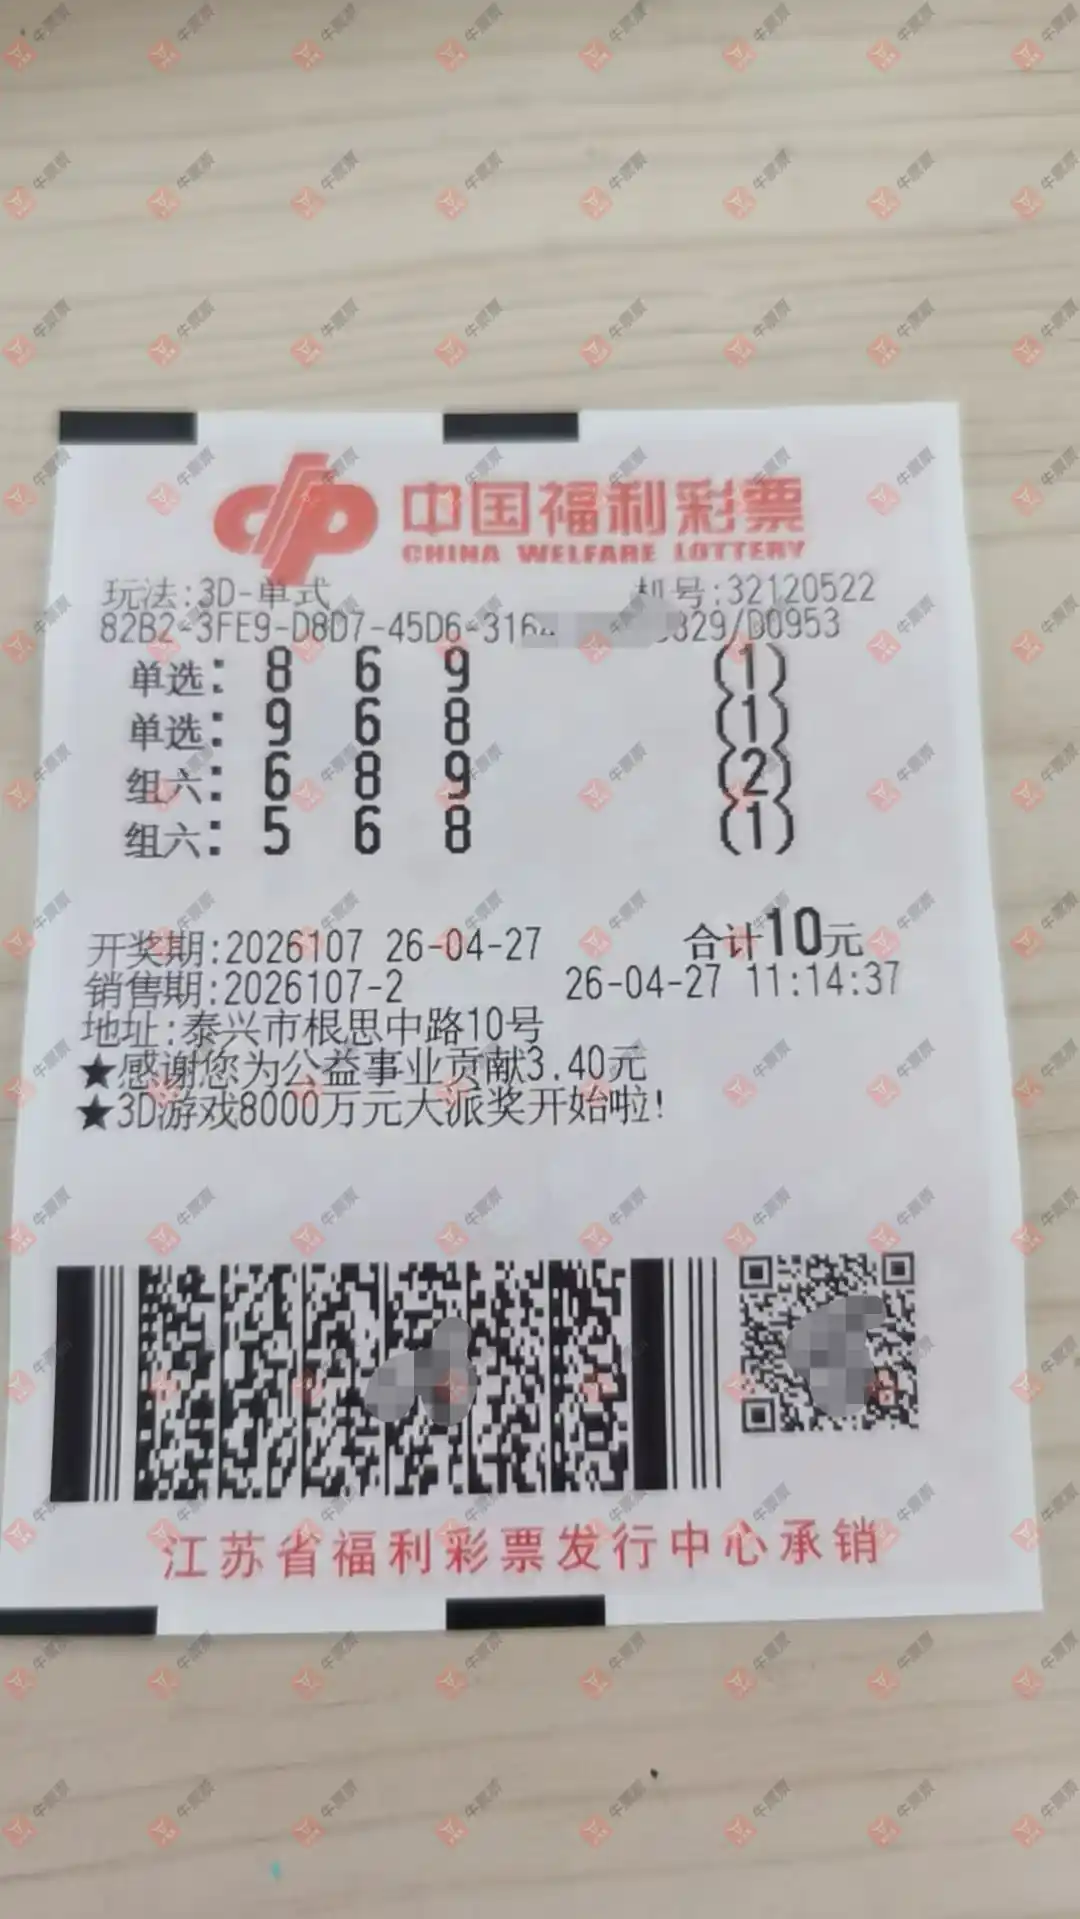 中国福利彩票
CHINA WELFARE LOTTERY
玩法:3D-单式 机号:32120522
82B2-3FE9-D8D7-45D6-316 329/D0953
单选: 8 6 9 (1)
单选: 9 6 8 (1)
组六: 6 8 9 (2)
组六: 5 6 8 (1)
开奖期:2026107 26-04-27 合计10元
销售期:2026107-2 26-04-27 11:14:37
地址:泰兴市根思中路10号
★感谢您为公益事业贡献3.40元
★3D游戏8000万元大派奖开始啦!
江苏省福利彩票发行中心承销
牛票票